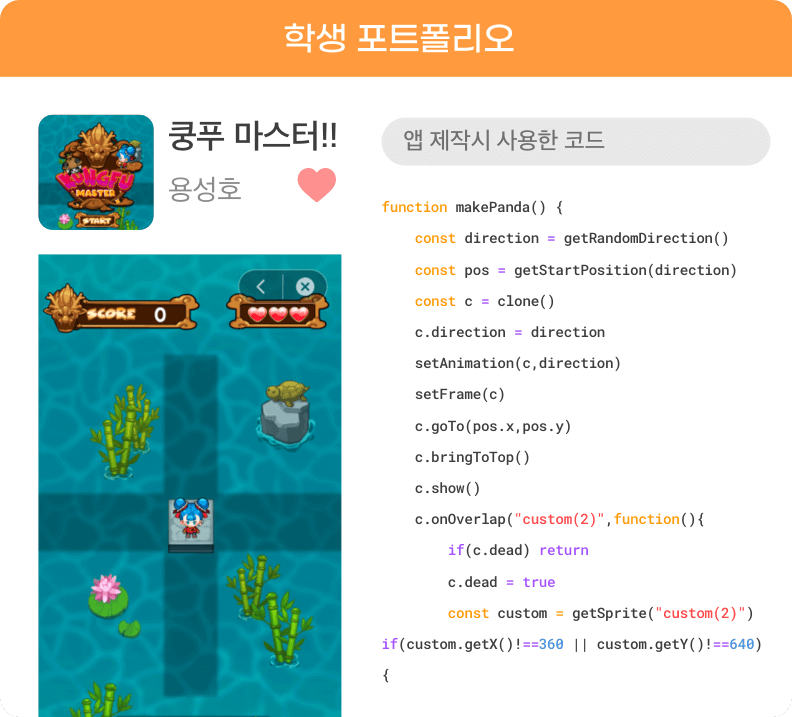 학생 포트폴리오
쿵푸 마스터!!
용성호
KUNGFU
MASTER
START
SCORE 0
앱 제작시 사용한 코드
function makePanda() {
const direction = getRandomDirection()
const pos = getStartPosition(direction)
const c = clone()
c.direction = direction
setAnimation(c,direction)
setFrame(c)
c.goTo(pos.x,pos.y)
c.bringToTop()
c.show()
c.onOverlap("custom(2)",function(){
if(c.dead) return
c.dead = true
const custom = getSprite("custom(2)")
if(custom.getX()!==360 || custom.getY()!==640)
{